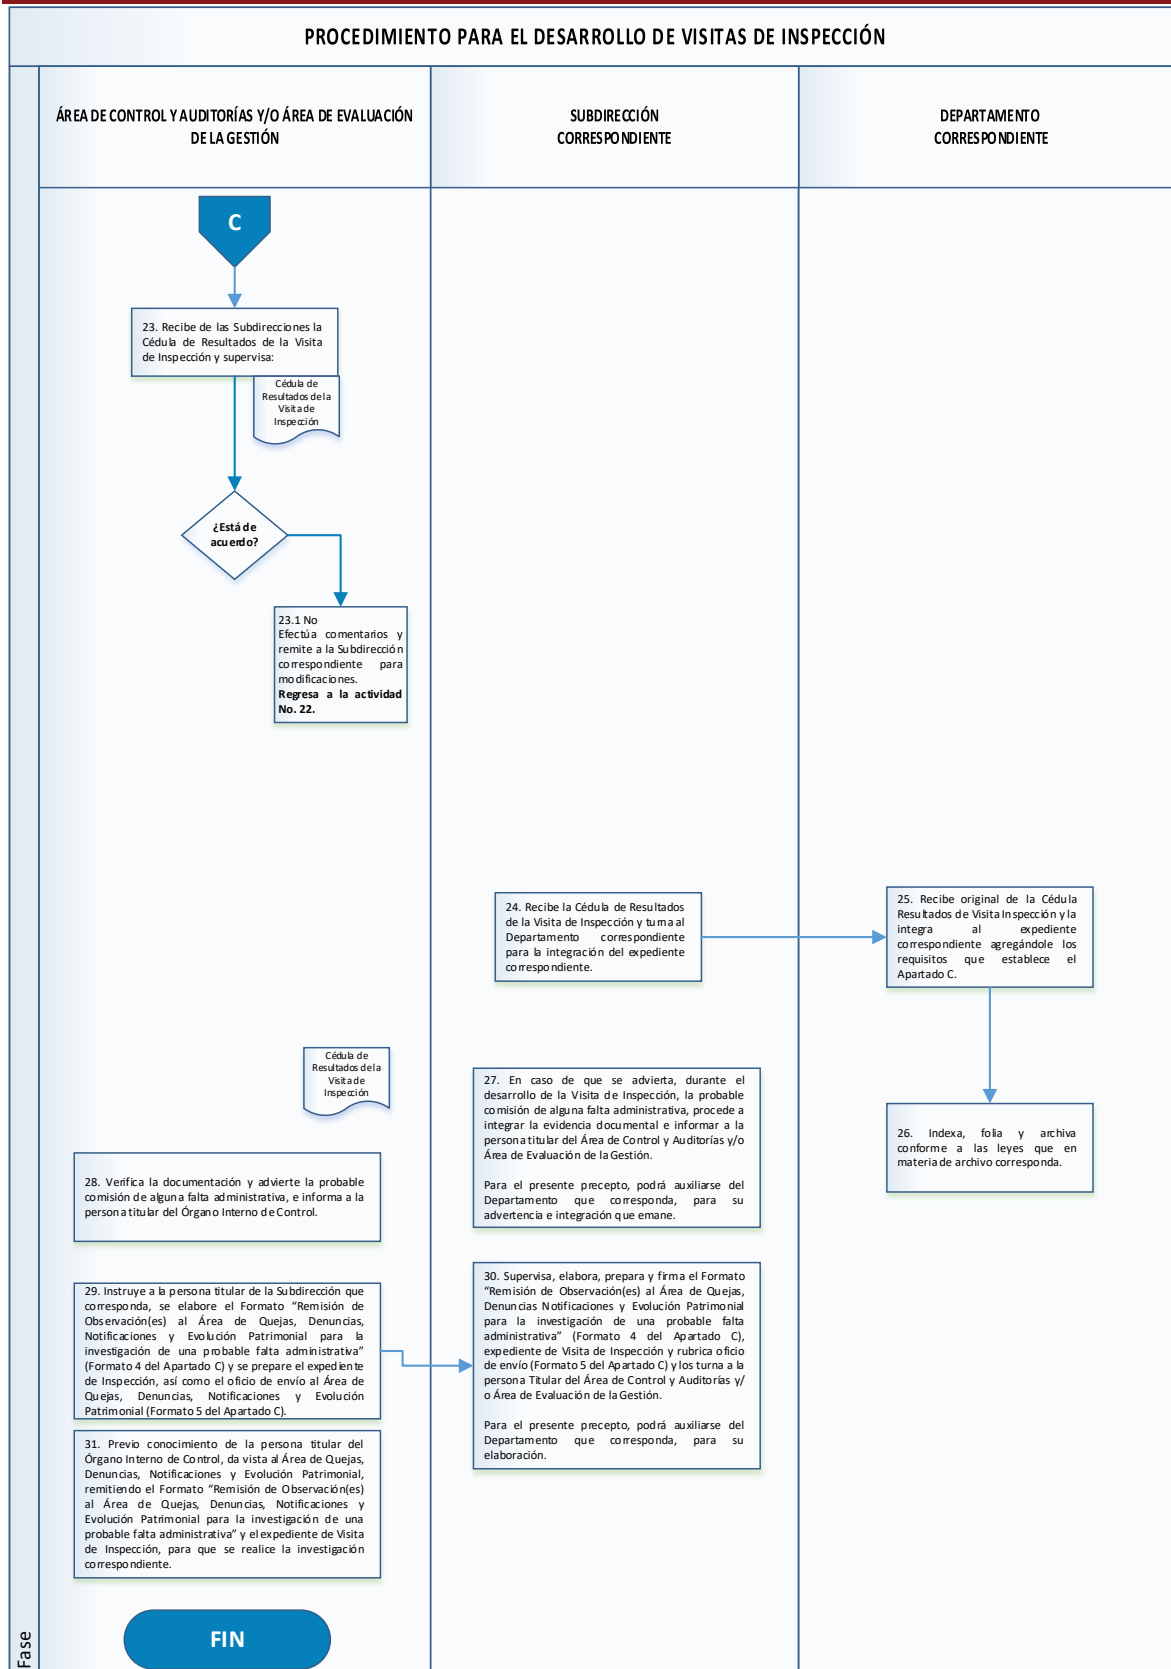 PROCEDIMIENTO PARA EL DESARROLLO DE VISITAS DE INSPECCIÓN
ÁREA DE CONTROL Y AUDITORÍAS Y/O ÁREA DE EVALUACIÓN
DE LA GESTIÓN
SUBDIRECCIÓN
CORRESPONDIENTE
DEPARTAMENTO
CORRESPONDIENTE
C
23. Recibe de las Subdirecciones la
Cédula de Resultados de la Visita
de Inspección y supervisa:
Cédula de
Resultados de la
Visita de
Inspección
¿Está de
acuerdo?
23.1 No
Efectúa comentarios y
remite a la Subdirección
correspondiente para
modificaciones.
Regresa a la actividad
No. 22.
24. Recibe la Cédula de Resultados
de la Visita de Inspección y turna al
Departamento correspondiente
para la integración del expediente
correspondiente.
25. Recibe original de la Cédula
Resultados de Visita Inspección y la
integra al expediente
correspondiente agregándole los
requisitos que establece el
Apartado C.
Cédula de
Resultados de la
Visita de
Inspección
27. En caso de que se advierta, durante el
desarrollo de la Visita de Inspección, la probable
comisión de alguna falta administrativa, procede a
integrar la evidencia documental e informar a la
persona titular del Área de Control y Auditorías y/o
Área de Evaluación de la Gestión.
Para el presente precepto, podrá auxiliarse del
Departamento que corresponda, para su
advertencia e integración que emane.
26. Indexa, folia y archiva
conforme a las leyes que en
materia de archivo corresponda.
28. Verifica la documentación y advierte la probable
comisión de alguna falta administrativa, e informa a la
persona titular del Órgano Interno de Control.
29. Instruye a la persona titular de la Subdirección que
corresponda, se elabore el Formato “Remisión de
Observación(es) al Área de Quejas, Denuncias,
Notificaciones y Evolución Patrimonial para la
investigación de una probable falta administrativa”
(Formato 4 del Apartado C) y se prepare el expediente
de Inspección, así como el oficio de envío al Área de
Quejas, Denuncias, Notificaciones y Evolución
Patrimonial (Formato 5 del Apartado C).
30. Supervisa, elabora, prepara y firma el Formato
“Remisión de Observación(es) al Área de Quejas,
Denuncias Notificaciones y Evolución Patrimonial
para la investigación de una probable falta
administrativa” (Formato 4 del Apartado C),
expediente de Visita de Inspección y rubrica oficio
de envío (Formato 5 del Apartado C) y los turna a la
persona Titular del Área de Control y Auditorías y/
o Área de Evaluación de la Gestión.
Para el presente precepto, podrá auxiliarse del
Departamento que corresponda, para su
elaboración.
31. Previo conocimiento de la persona titular del
Órgano Interno de Control, da vista al Área de Quejas,
Denuncias, Notificaciones y Evolución Patrimonial,
remitiendo el Formato “Remisión de Observación(es)
al Área de Quejas, Denuncias, Notificaciones y
Evolución Patrimonial para la investigación de una
probable falta administrativa” y el expediente de Visita
de Inspección, para que se realice la investigación
correspondiente.
FIN
Fase